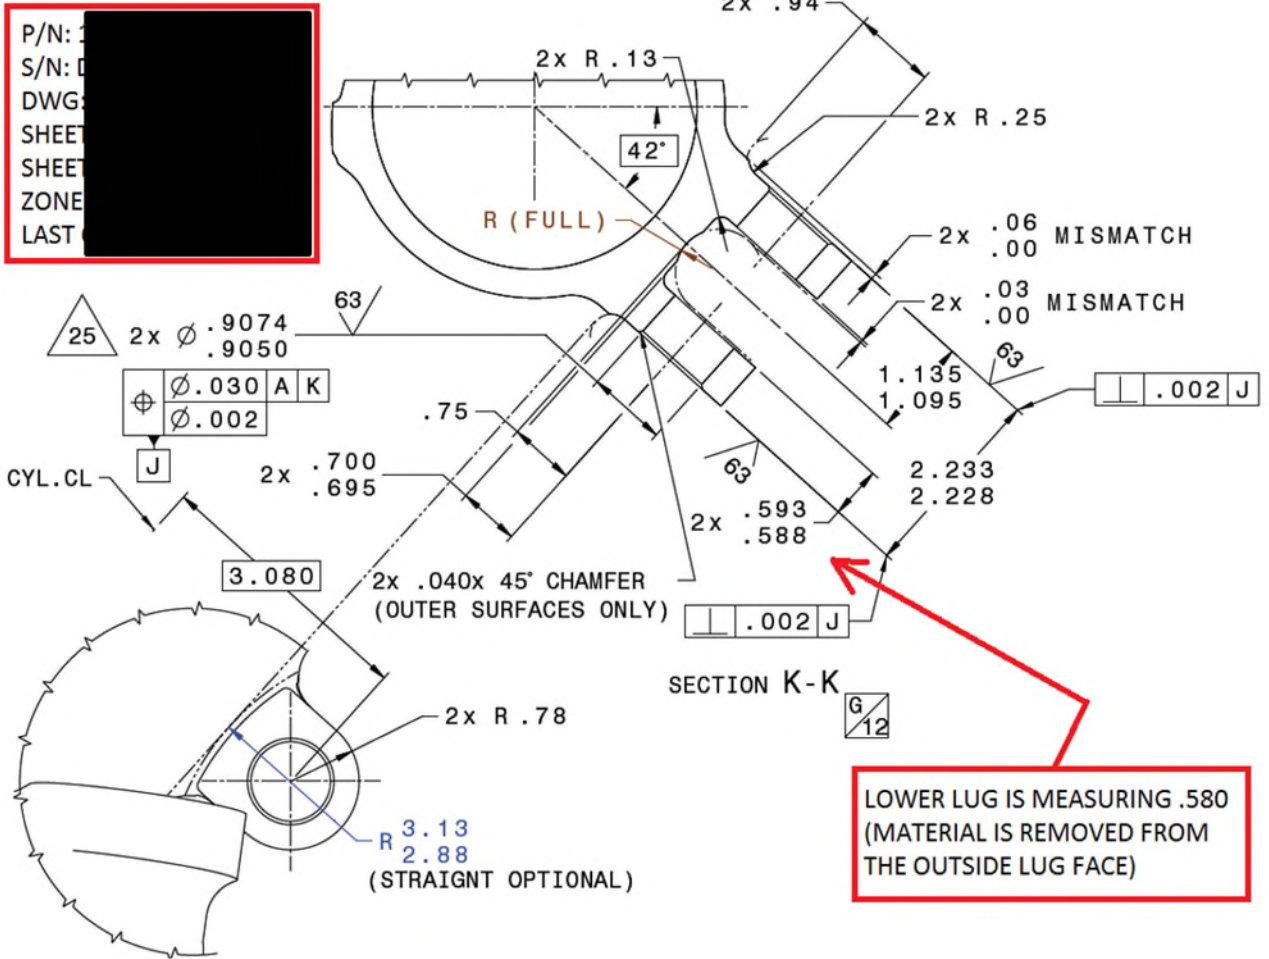 P/N: 1
S/N: D
DWG:
SHEET
SHEET
ZONE
LAST
2x .94
2x R .13
2x R .25
42°
R (FULL)
2x .06 .00 MISMATCH
2x .03 .00 MISMATCH
63
25
2x Ø .9074
.9050
Ø.030 A K
Ø.002
J
63
1.135
1.095
⊥ .002 J
.75
2x .700
.695
63
2.233
2.228
CYL.CL
2x .593
.588
3.080
2x .040x 45° CHAMFER
(OUTER SURFACES ONLY)
⊥ .002 J
SECTION K-K
G
12
2x R .78
R 3.13
2.88
(STRAIGNT OPTIONAL)
LOWER LUG IS MEASURING .580
(MATERIAL IS REMOVED FROM
THE OUTSIDE LUG FACE)